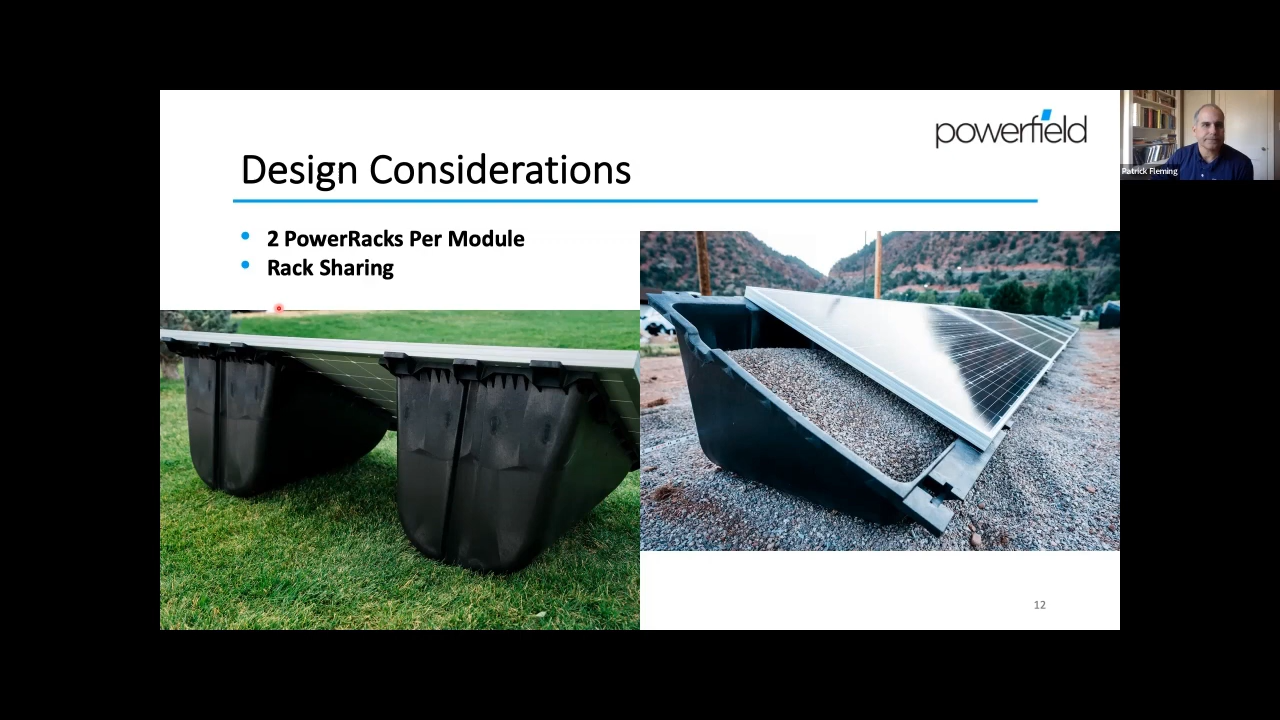 powerfield
Design Considerations
2 PowerRacks Per Module
Rack Sharing
12
Patrick Fleming